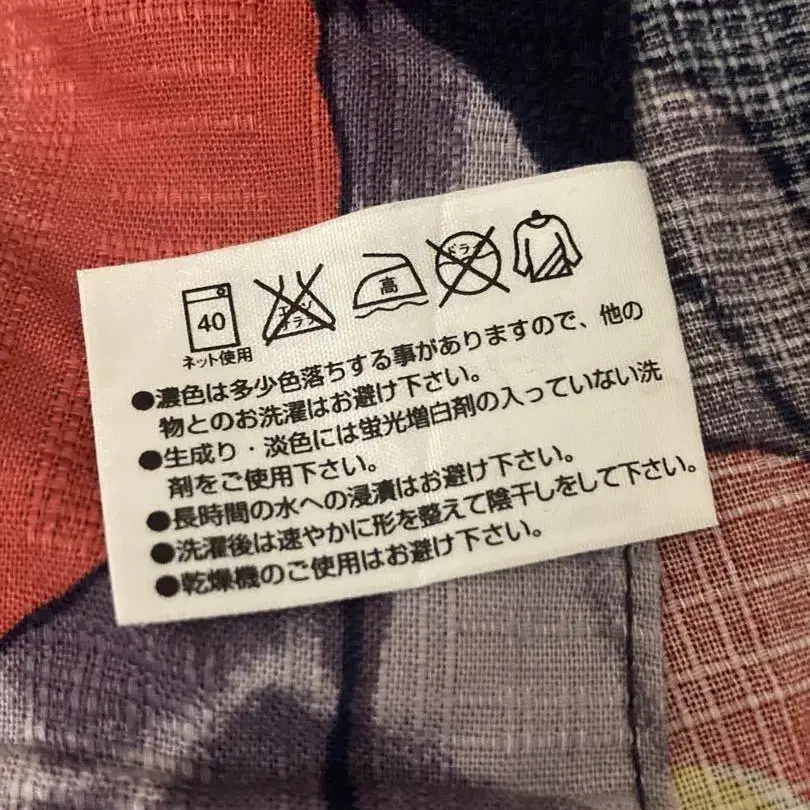 40
ネット使用
エンソ
サラシ
高
ドライ
●濃色は多少色落ちする事がありますので、他の
物とのお洗濯はお避け下さい。
●生成り・淡色には蛍光増白剤の入っていない洗
剤をご使用下さい。
●長時間の水への浸漬はお避け下さい。
●洗濯後は速やかに形を整えて陰干しをして下さい。
●乾燥機のご使用はお避け下さい。